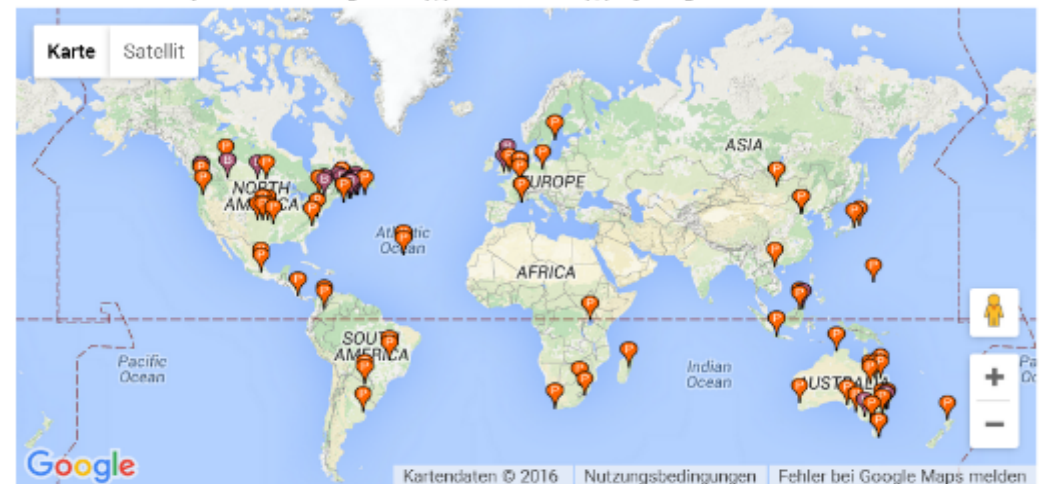 Karte Satellit
ASIA
NORTH
AMERICA
EUROPE
Atlantic
Ocean
AFRICA
SOUTH
AMERICA
Pacific
Ocean
Indian
Ocean
AUSTRALIA
Google
Kartendaten © 2016 Nutzungsbedingungen Fehler bei Google Maps melden